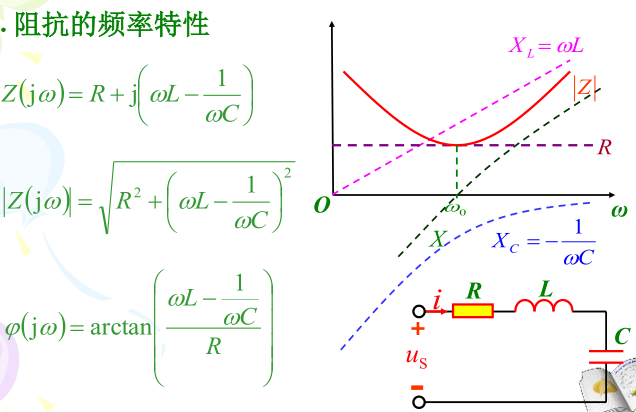 . 阻抗的频率特性
Z(jω) = R + j(ωL − 1/ωC)
|Z(jω)| = √(R² + (ωL − 1/ωC)²)
φ(jω) = arctan((ωL − 1/ωC)/R)
X_L = ωL
|Z|
R
O
ω₀
ω
X
X_C = −1/ωC
i
R
L
+
u_S
C
-